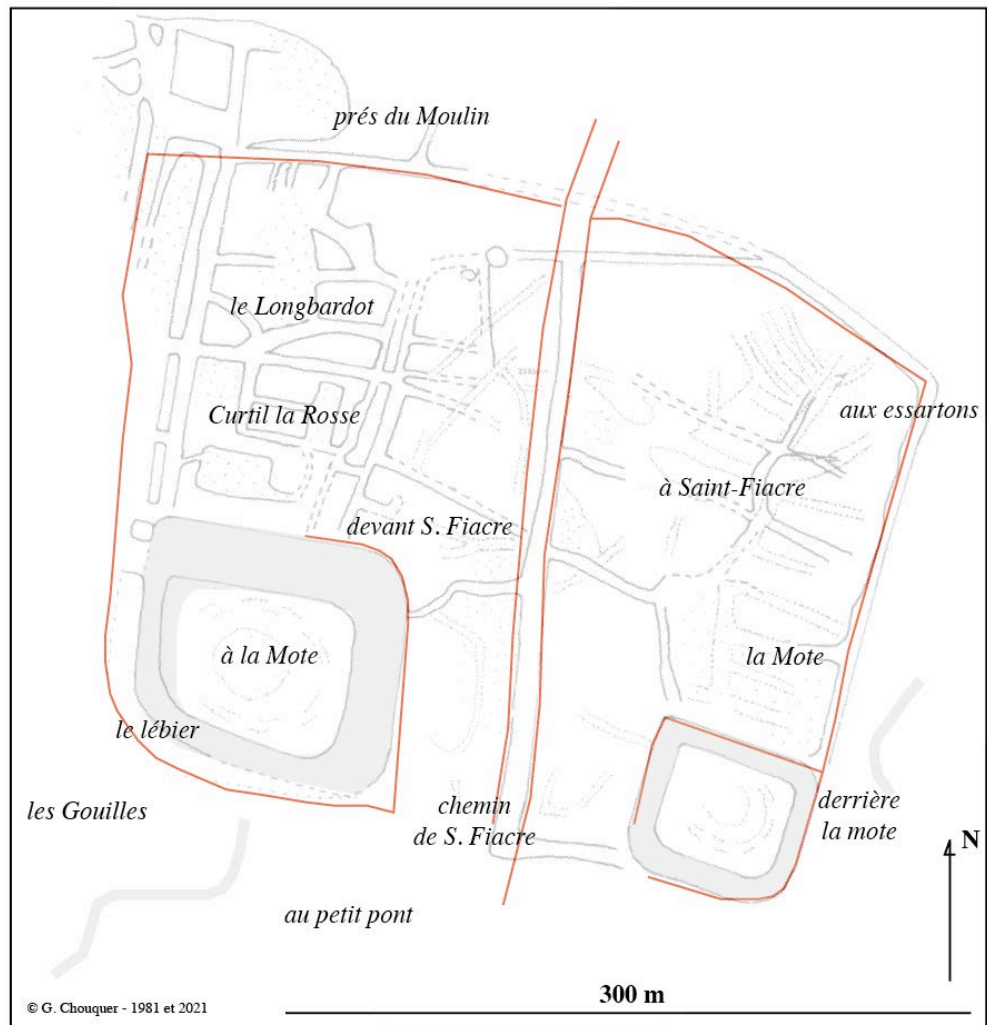 prés du Moulin
le Longbardot
Curtil la Rosse
aux essartons
à Saint-Fiacre
devant S. Fiacre
à la Mote
la Mote
le lébier
les Gouilles
chemin
de S. Fiacre
derrière
la mote
N
au petit pont
300 m
© G. Chouquer - 1981 et 2021